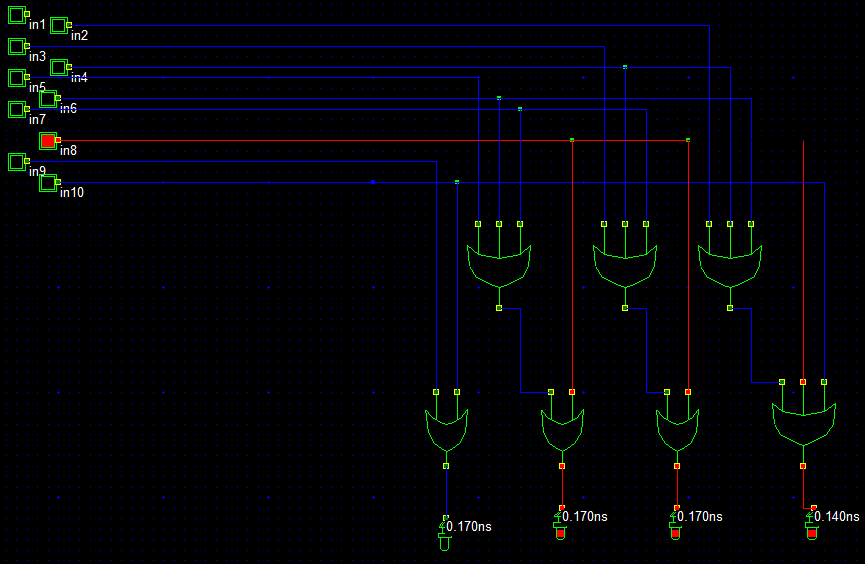 in1
in2
in3
in4
in5
in6
in7
in8
in9
in10
0.170ns
0.170ns
0.170ns
0.140ns